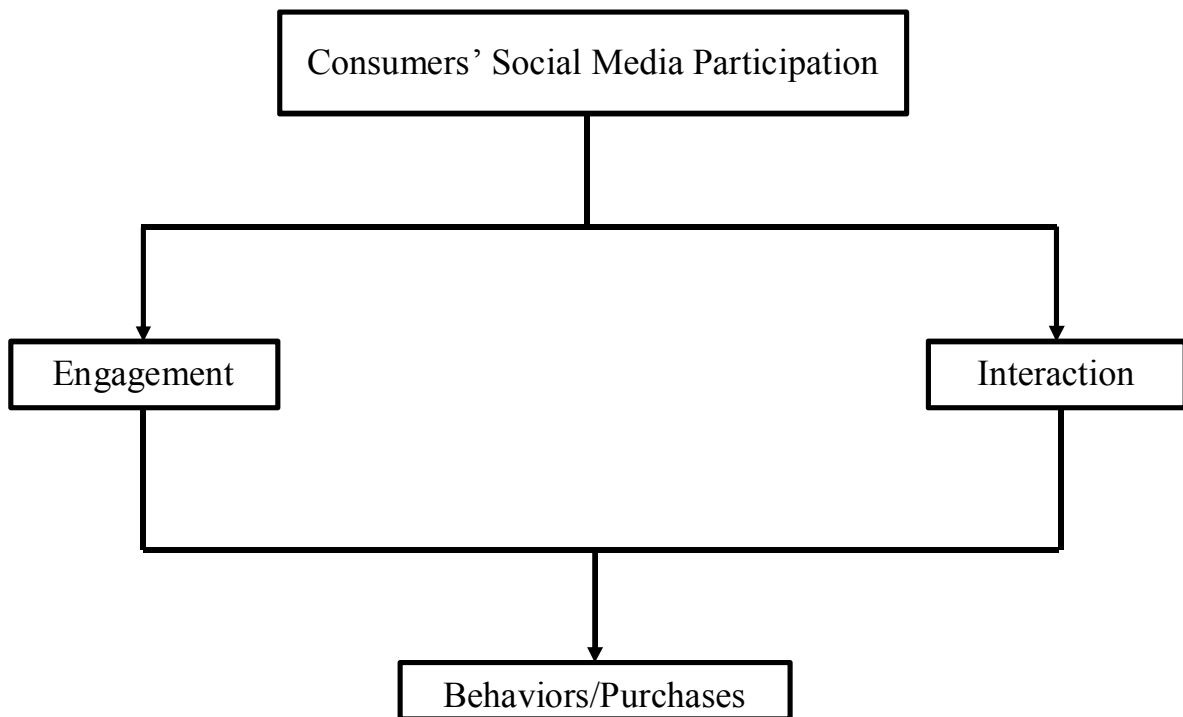 Consumers’ Social Media Participation
Engagement
Interaction
Behaviors/Purchases